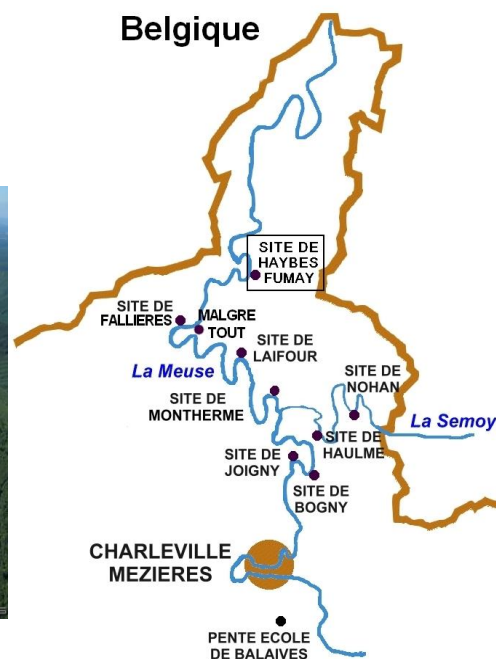 Belgique
SITE DE
HAYBES
FUMAY
SITE DE
FALLIERES
MALGRE
TOUT
SITE DE
LAIFOUR
La Meuse
SITE DE
NOHAN
SITE DE
MONTHERME
La Semoy
SITE DE
HAULME
SITE DE
JOIGNY
SITE DE
BOGNY
CHARLEVILLE
MEZIERES
PENTE ECOLE
DE BALAIVES